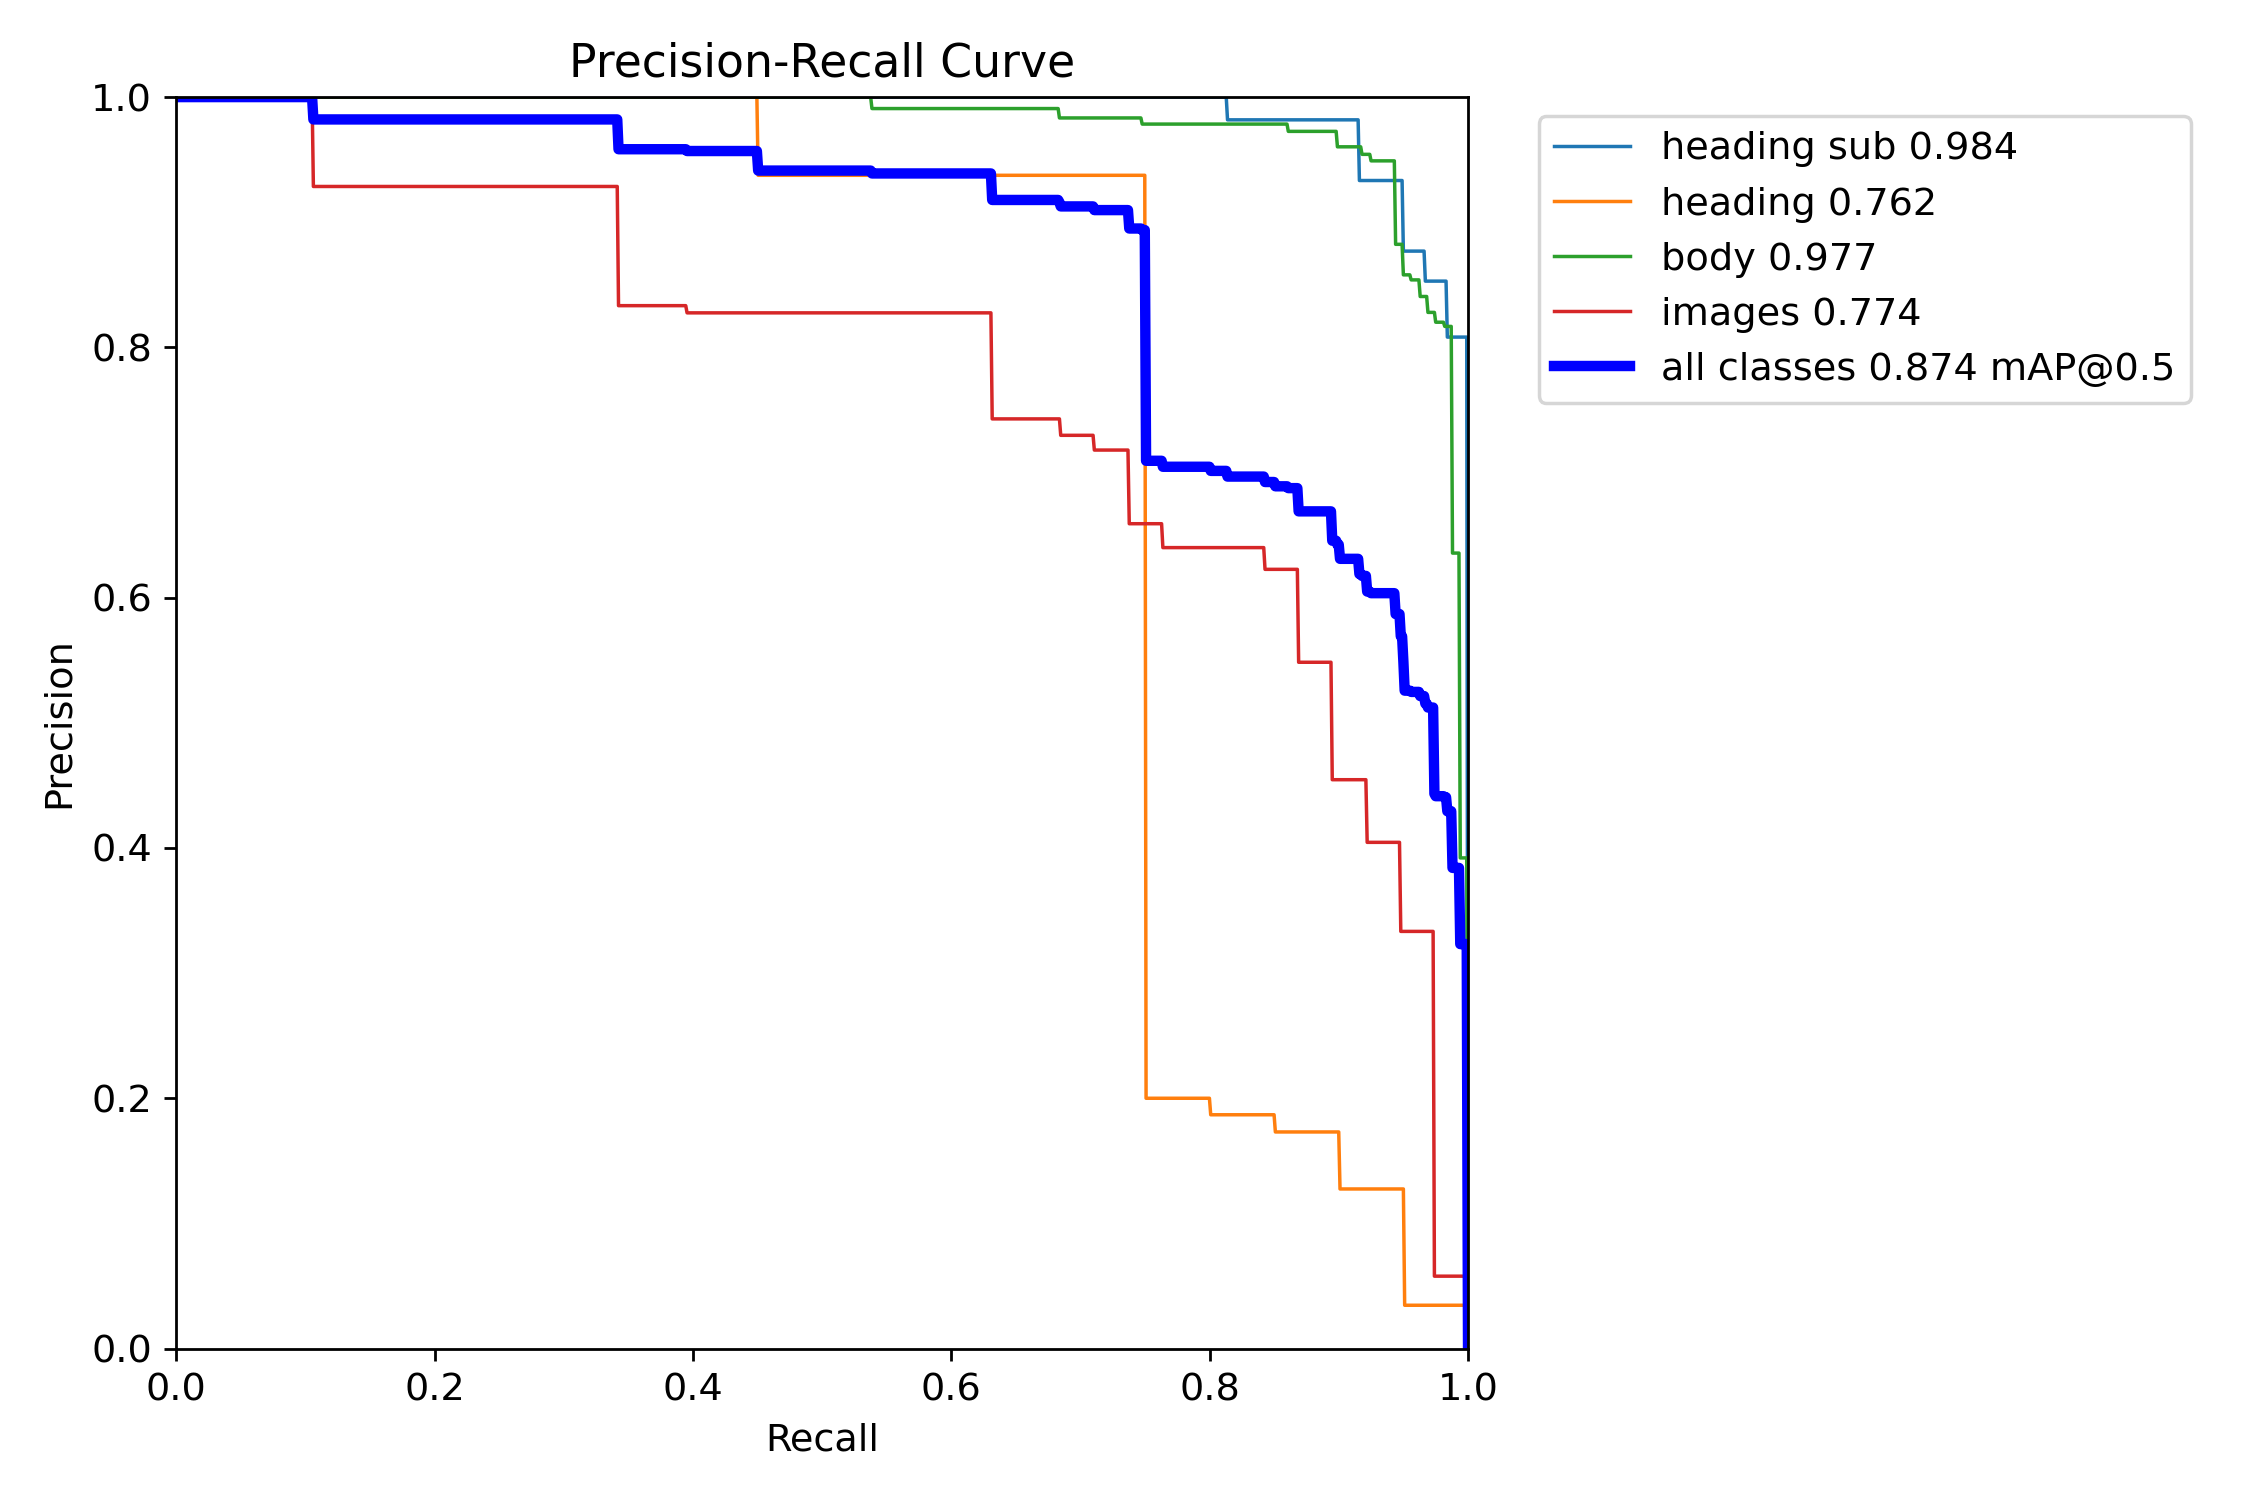 Precision-Recall Curve
1.0
0.8
0.6
0.4
0.2
0.0
Precision
0.0 0.2 0.4 0.6 0.8 1.0
Recall
heading sub 0.984
heading 0.762
body 0.977
images 0.774
all classes 0.874 mAP@0.5